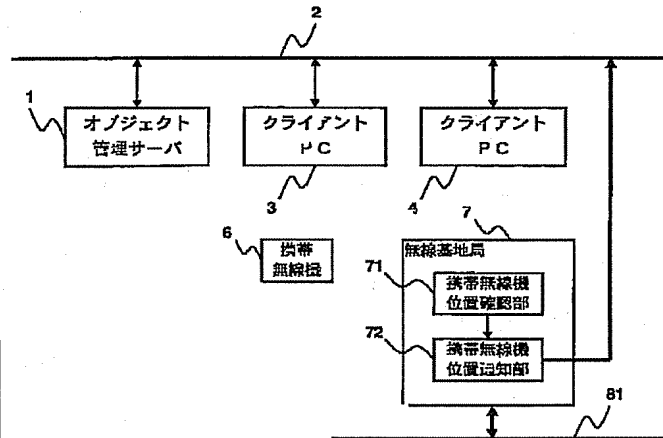 2
1
オブジェクト
管理サーバ
クライアント
PC
クライアント
PC
3
4
7
6
携帯
無線機
無線基地局
71
携帯無線機
位置確認部
72
携帯無線機
位置通知部
81